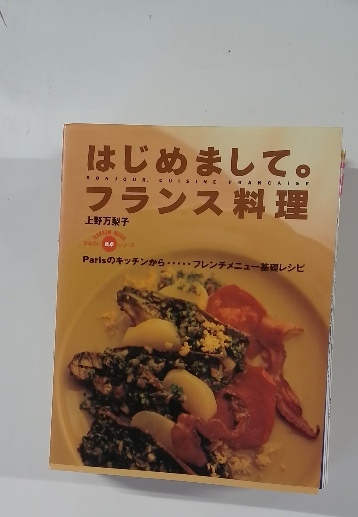 はじめまして。
BONJOUR, CUISINE FRANÇAISE
フランス料理
上野万梨子
Parisのキッチンから・・・・・フレンチメニュー基礎レシピ